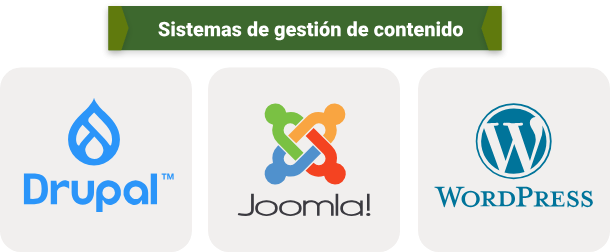 Sistemas de gestión de contenido
Drupal™
Joomla!
WORDPRESS